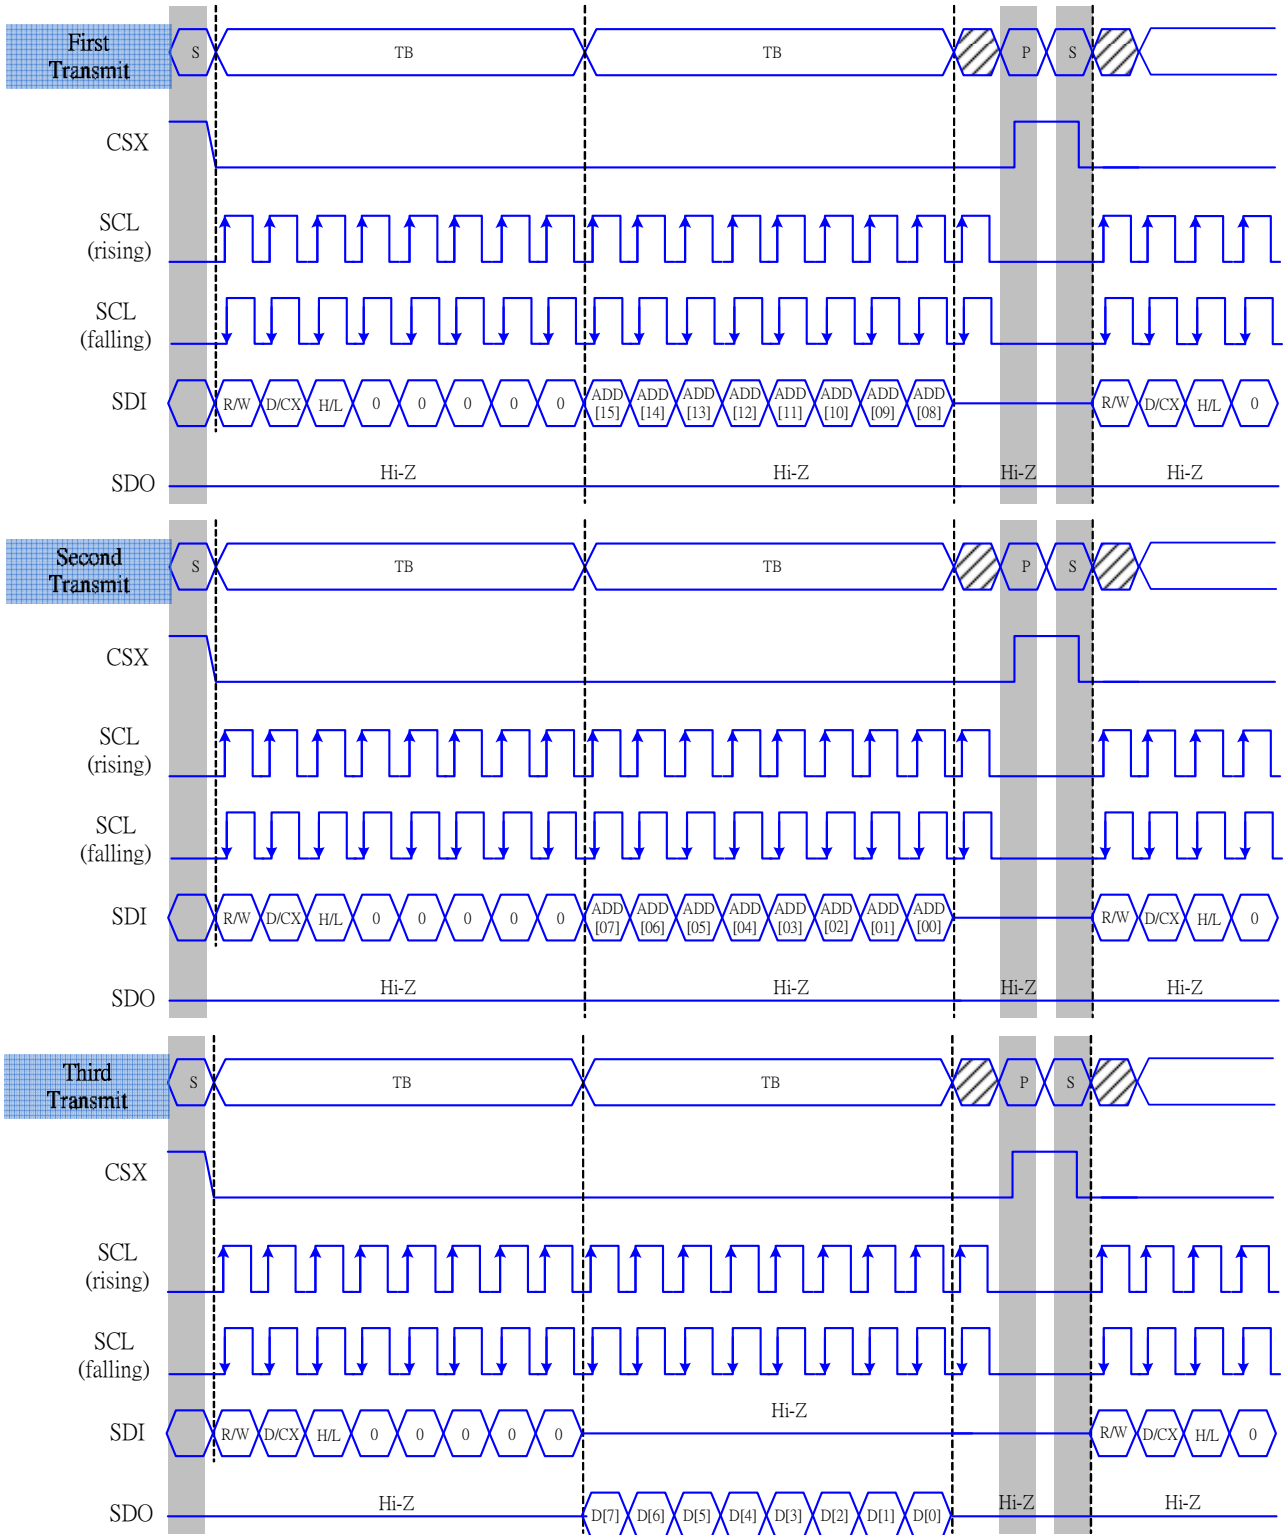 First
Transmit
S TB TB P S
CSX
SCL
(rising)
SCL
(falling)
SDI R/W D/CX H/L 0 0 0 0 0 ADD [15] ADD [14] ADD [13] ADD [12] ADD [11] ADD [10] ADD [09] ADD [08] R/W D/CX H/L 0
SDO Hi-Z Hi-Z Hi-Z Hi-Z
Second
Transmit
S TB TB P S
CSX
SCL
(rising)
SCL
(falling)
SDI R/W D/CX H/L 0 0 0 0 0 ADD [07] ADD [06] ADD [05] ADD [04] ADD [03] ADD [02] ADD [01] ADD [00] R/W D/CX H/L 0
SDO Hi-Z Hi-Z Hi-Z Hi-Z
Third
Transmit
S TB TB P S
CSX
SCL
(rising)
SCL
(falling)
SDI R/W D/CX H/L 0 0 0 0 0 Hi-Z R/W D/CX H/L 0
SDO Hi-Z D[7] D[6] D[5] D[4] D[3] D[2] D[1] D[0] Hi-Z Hi-Z